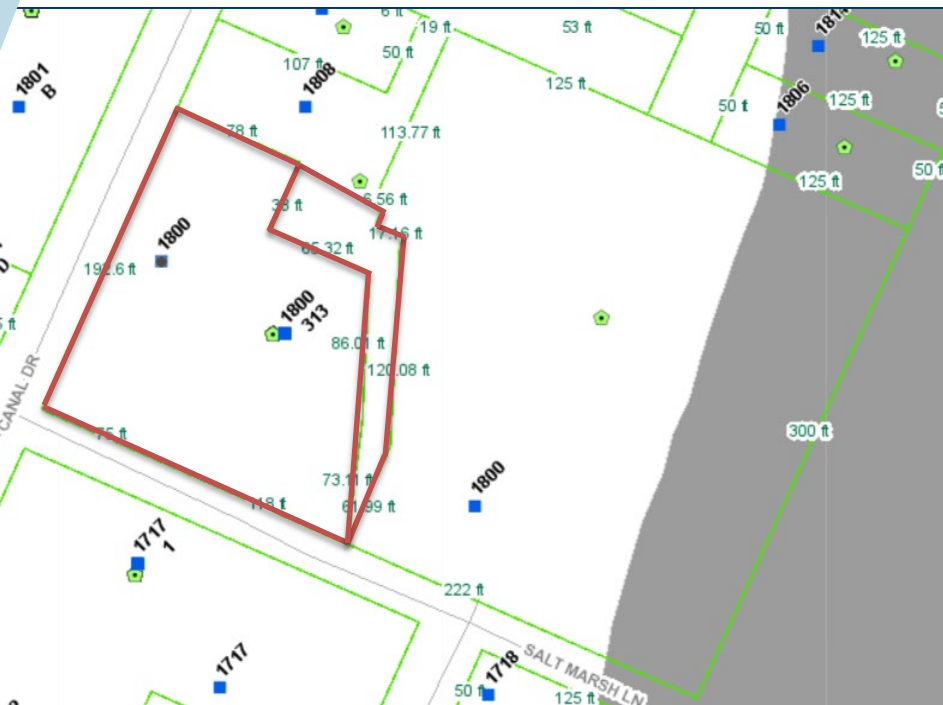 6 ft
19 ft
53 ft
50 ft
1814
125 ft
107 ft
50 ft
1801
B
1808
125 ft
50 ft
1806
125 ft
78 ft
113.77 ft
125 ft
50 ft
38 ft
6.56 ft
17.16 ft
1800
65.32 ft
192.6 ft
D
1800
313
5 ft
86.01 ft
120.08 ft
CANAL DR
75 ft
300 ft
73.11 ft
1800
118 ft
61.99 ft
1717
1
222 ft
1717
SALT MARSH LN
1718
50 ft
125 ft